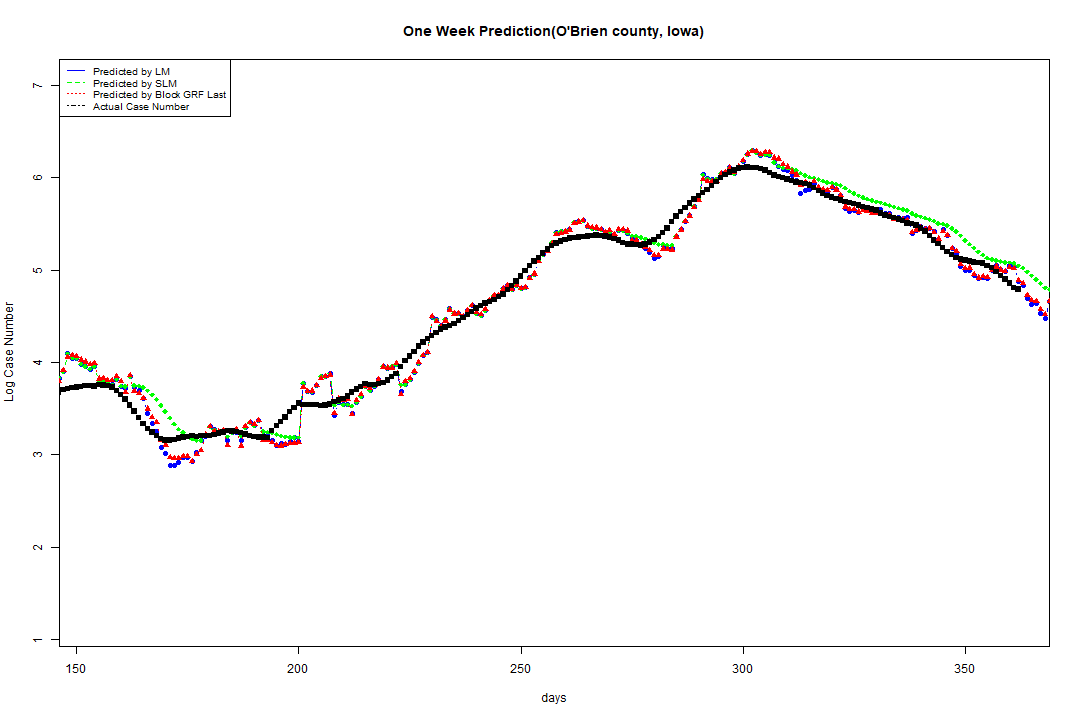 One Week Prediction(O'Brien county, Iowa)
Predicted by LM
Predicted by SLM
Predicted by Block GRF Last
Actual Case Number
7
6
5
4
3
2
1
Log Case Number
150 200 250 300 350
days